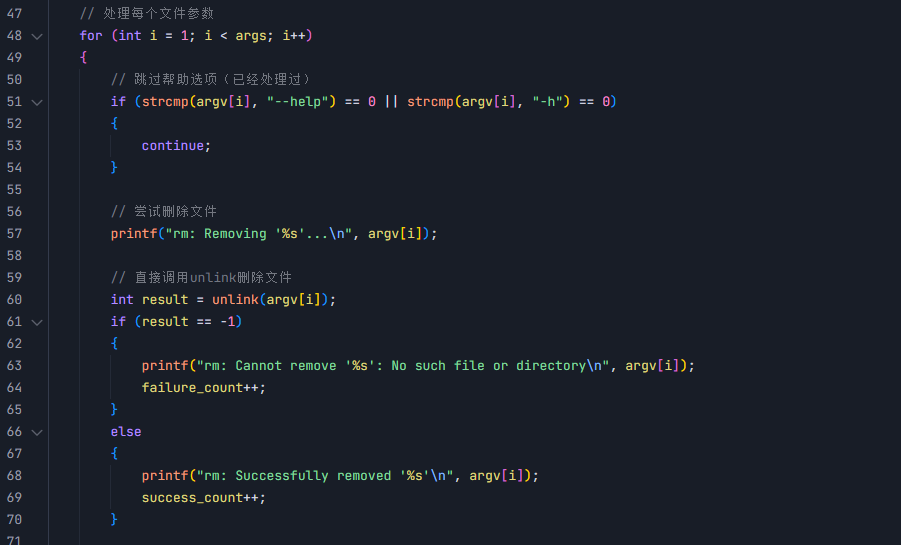 47 // 处理每个文件参数
48 for (int i = 1; i < args; i++)
49 {
50 // 跳过帮助选项（已经处理过）
51 if (strcmp(argv[i], "--help") == 0 || strcmp(argv[i], "-h") == 0)
52 {
53 continue;
54 }
55
56 // 尝试删除文件
57 printf("rm: Removing '%s'...\n", argv[i]);
58
59 // 直接调用unlink删除文件
60 int result = unlink(argv[i]);
61 if (result == -1)
62 {
63 printf("rm: Cannot remove '%s': No such file or directory\n", argv[i]);
64 failure_count++;
65 }
66 else
67 {
68 printf("rm: Successfully removed '%s'\n", argv[i]);
69 success_count++;
70 }
71